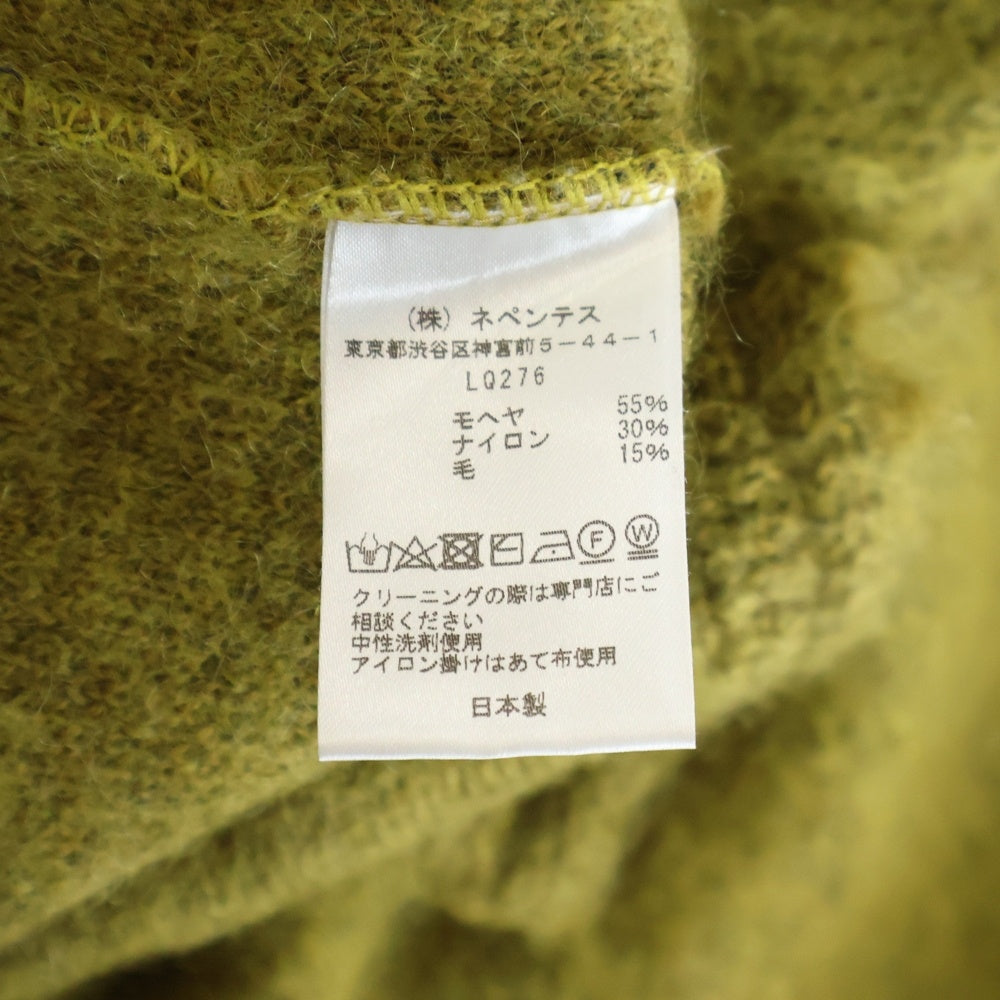 （株）ネペンテス
東京都渋谷区神宮前５－４４－１
LQ276
モヘヤ 55%
ナイロン 30%
毛 15%
F W
クリーニングの際は専門店にご
相談ください
中性洗剤使用
アイロン掛けはあて布使用
日本製